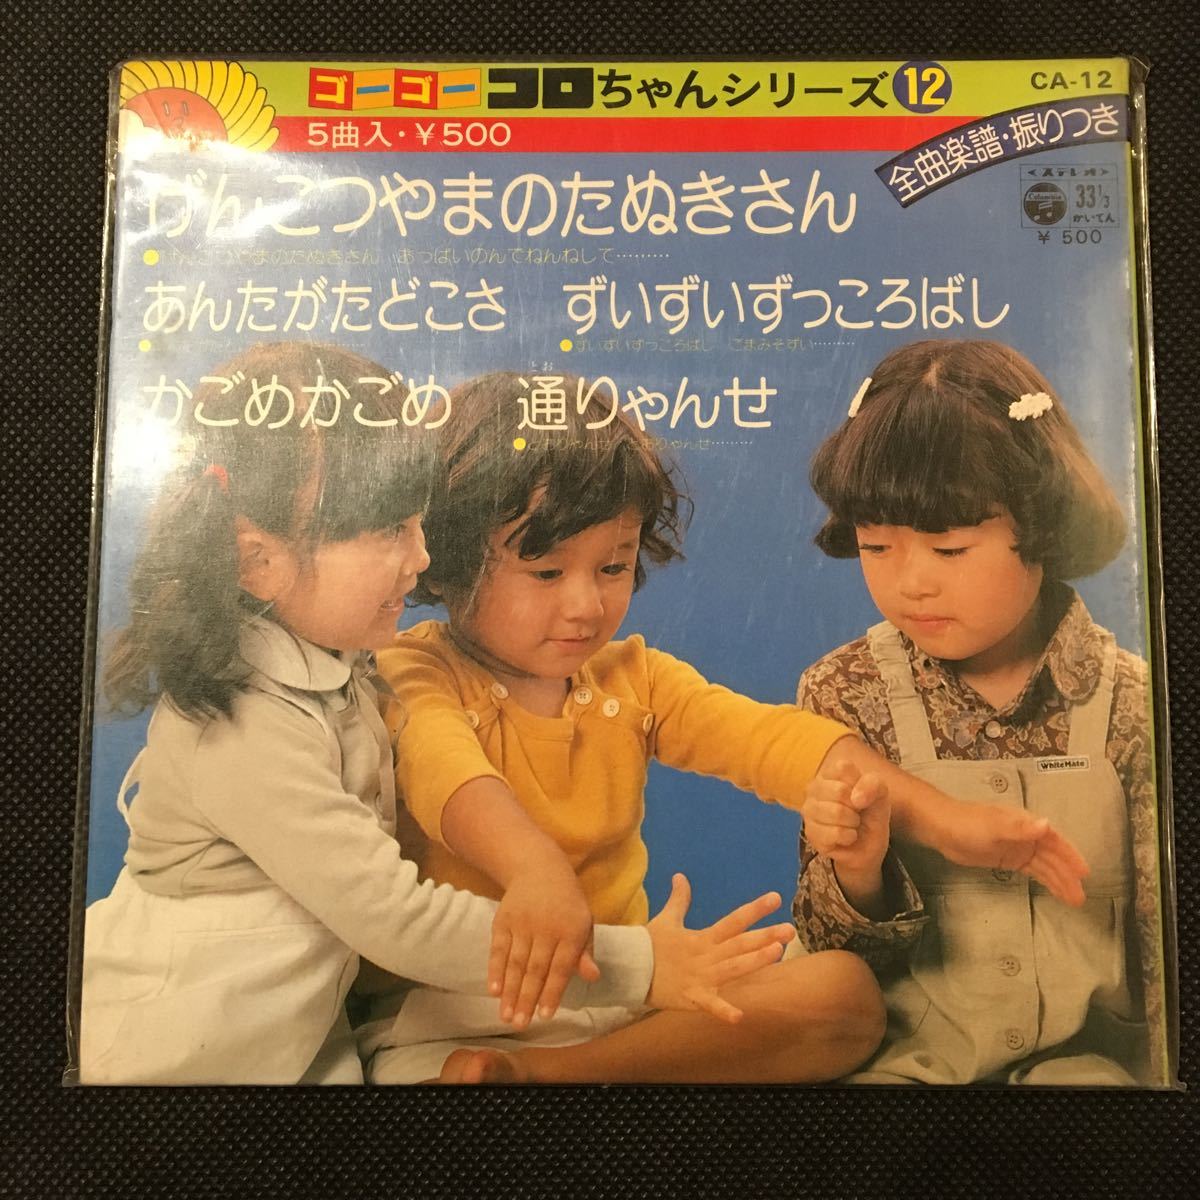 ゴーゴーコロちゃんシリーズ12
CA-12
5曲入・¥500
全曲楽譜・振りつき
ステレオ
Columbia
33⅓
かいてん
¥500
げんこつやまのたぬきさん
●げんこつやまのたぬきさん おっぱいのんでねんねして………
あんたがたどこさ ずいずいずっころばし
●ずいずいずっころばし ごまみそずい………
とお
かごめかごめ 通りゃんせ
●とおりゃんせ とおりゃんせ………
WhiteMate